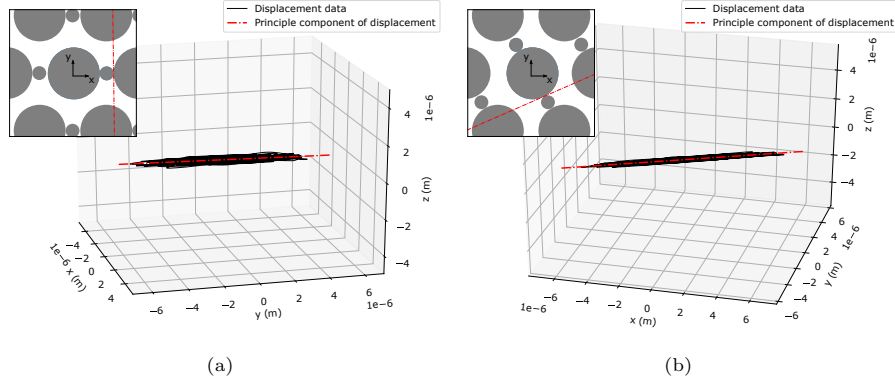 Displacement data
Principle component of displacement
y
x
1e−6
4
2
0
−2
−4
z (m)
−4
−2
0
2
4
1e−6 x (m)
−6
−4
−2
0
2
4
6
1e−6
y (m)
(a)
Displacement data
Principle component of displacement
y
x
1e−6
4
2
0
−2
−4
z (m)
6
4
2
0
−2
−4
−6
1e−6
y (m)
−6
−4
−2
0
2
4
6
1e−6
x (m)
(b)